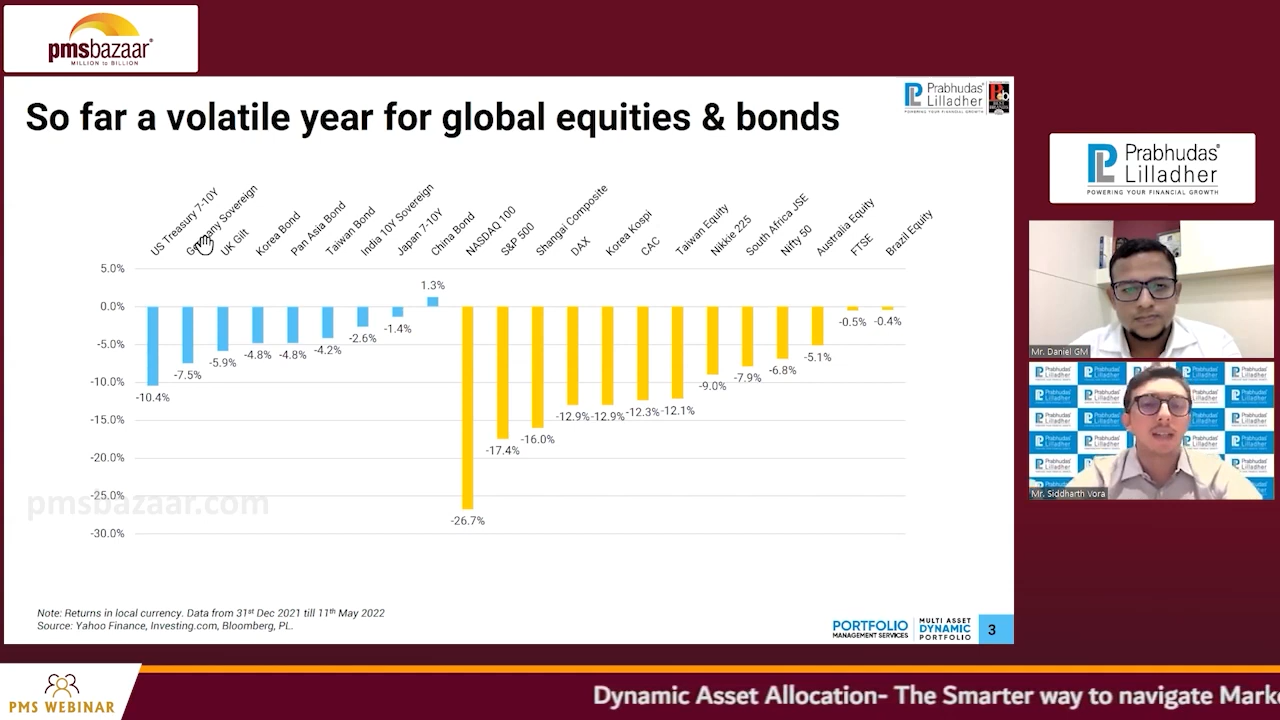 pmsbazaar
MILLION to BILLION
So far a volatile year for global equities & bonds
Prabhudas
Lilladher
POWERING YOUR FINANCIAL GROWTH
US Treasury 7-10Y
Germany Sovereign
UK Gilt
Korea Bond
Pan Asia Bond
Taiwan Bond
India 10Y Sovereign
Japan 7-10Y
China Bond
NASDAQ 100
S&P 500
Shangai Composite
DAX
Korea Kospi
CAC
Taiwan Equity
Nikkie 225
South Africa JSE
Nifty 50
Australia Equity
FTSE
Brazil Equity
5.0%
0.0%
-5.0%
-10.0%
-15.0%
-20.0%
-25.0%
-30.0%
-10.4%
-7.5%
-5.9%
-4.8%
-4.8%
-4.2%
-2.6%
-1.4%
1.3%
-26.7%
-17.4%
-16.0%
-12.9%
-12.9%
-12.3%
-12.1%
-9.0%
-7.9%
-6.8%
-5.1%
-0.5%
-0.4%
pmsbazaar.com
Note: Returns in local currency. Data from 31st Dec 2021 till 11th May 2022
Source: Yahoo Finance, Investing.com, Bloomberg, PL.
PORTFOLIO
MANAGEMENT SERVICES
MULTI ASSET
DYNAMIC
PORTFOLIO
3
Prabhudas
Lilladher
POWERING YOUR FINANCIAL GROWTH
Mr. Daniel GM
Mr. Siddharth Vora
PMS WEBINAR
Dynamic Asset Allocation- The Smarter way to navigate Mark